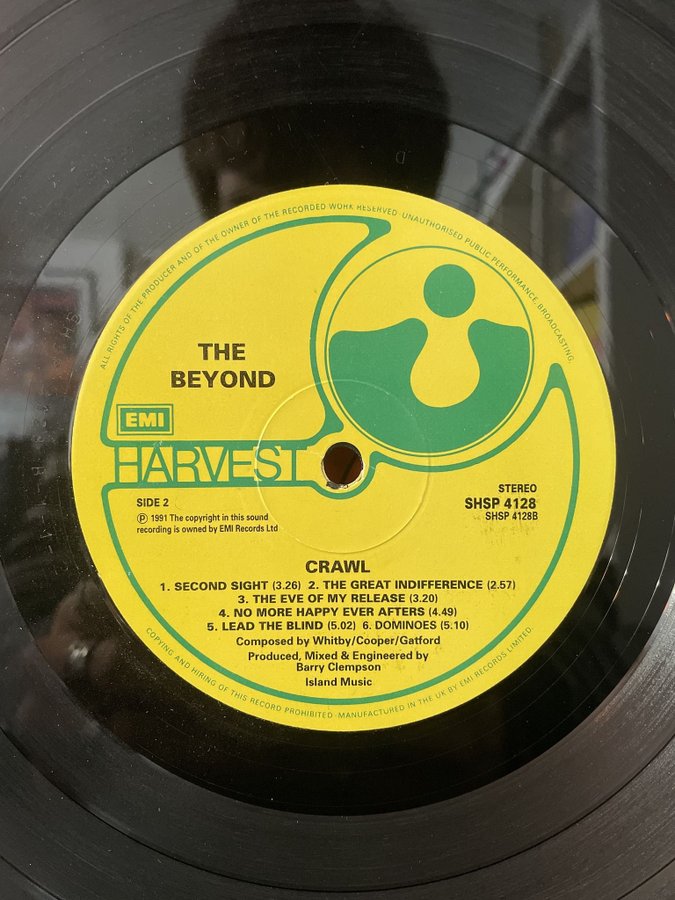 ALL RIGHTS OF THE PRODUCER AND OF THE OWNER OF THE RECORDED WORK RESERVED UNAUTHORISED PUBLIC PERFORMANCE, BROADCASTING,
THE
BEYOND
EMI
HARVEST
SIDE 2
Ⓟ 1991 The copyright in this sound
recording is owned by EMI Records Ltd
STEREO
SHSP 4128
SHSP 4128B
CRAWL
1. SECOND SIGHT (3.26) 2. THE GREAT INDIFFERENCE (2.57)
3. THE EVE OF MY RELEASE (3.20)
4. NO MORE HAPPY EVER AFTERS (4.49)
5. LEAD THE BLIND (5.02) 6. DOMINOES (5.10)
Composed by Whitby/Cooper/Gatford
Produced, Mixed & Engineered by
Barry Clempson
Island Music
COPYING AND HIRING OF THIS RECORD PROHIBITED · MANUFACTURED IN THE UK BY EMI RECORDS LIMITED.